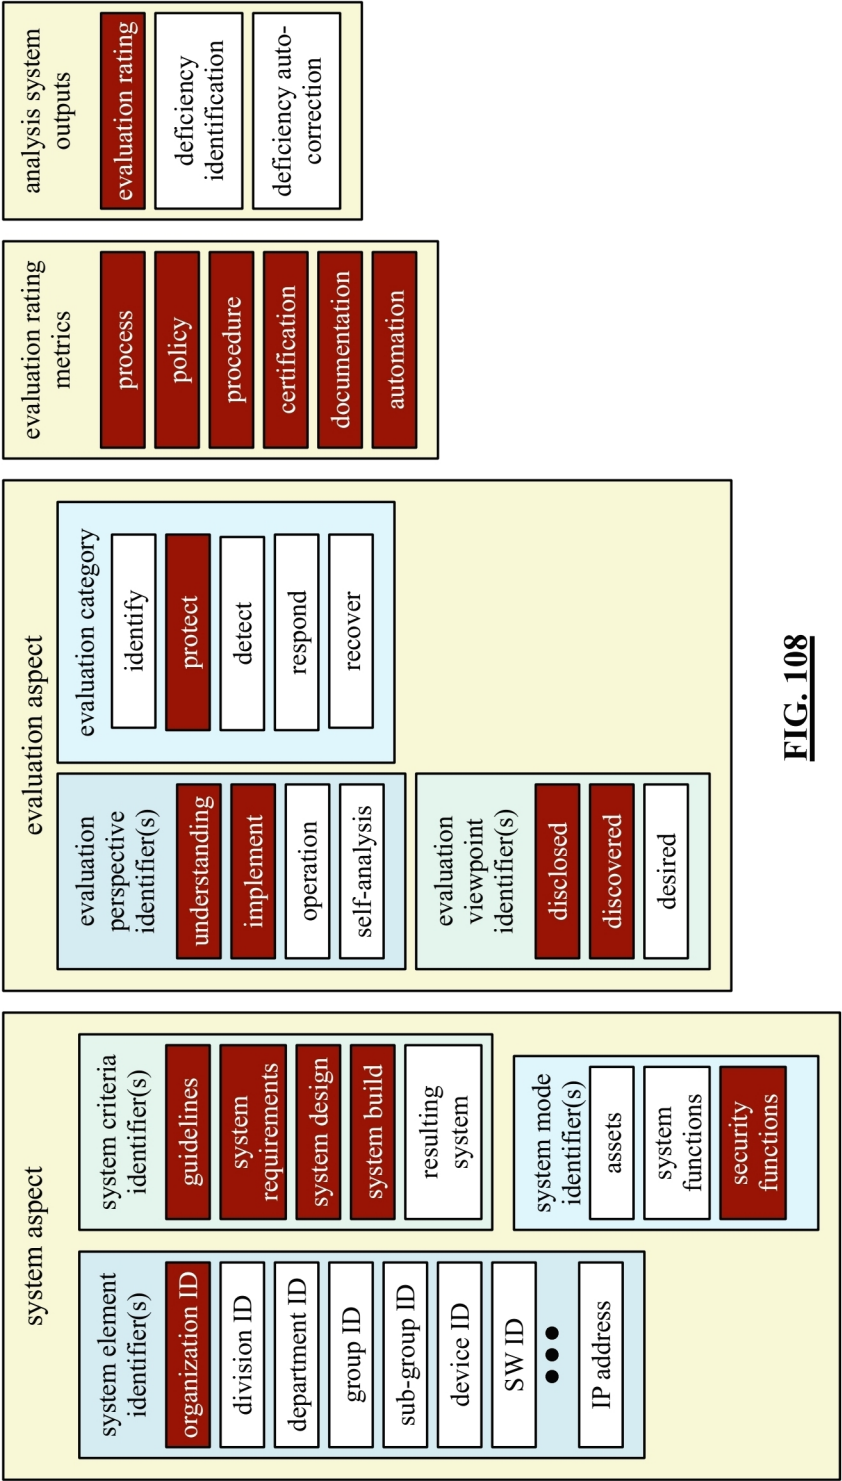 system aspect
system element
identifier(s)
organization ID
division ID
department ID
group ID
sub-group ID
device ID
SW ID
IP address
system criteria
identifier(s)
guidelines
system
requirements
system design
system build
resulting
system
system mode
identifier(s)
assets
system
functions
security
functions
evaluation aspect
evaluation
perspective
identifier(s)
understanding
implement
operation
self-analysis
evaluation
viewpoint
identifier(s)
disclosed
discovered
desired
evaluation category
identify
protect
detect
respond
recover
evaluation rating
metrics
process
policy
procedure
certification
documentation
automation
analysis system
outputs
evaluation rating
deficiency
identification
deficiency auto-
correction
FIG. 108